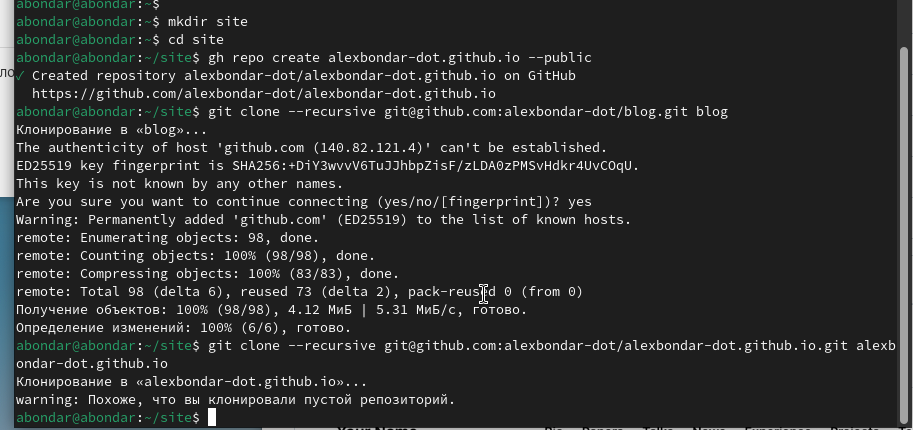 abondar@abondar:~$
abondar@abondar:~$ mkdir site
abondar@abondar:~$ cd site
abondar@abondar:~/site$ gh repo create alexbondar-dot.github.io --public
✓ Created repository alexbondar-dot/alexbondar-dot.github.io on GitHub
https://github.com/alexbondar-dot/alexbondar-dot.github.io
abondar@abondar:~/site$ git clone --recursive git@github.com:alexbondar-dot/blog.git blog
Клонирование в «blog»...
The authenticity of host 'github.com (140.82.121.4)' can't be established.
ED25519 key fingerprint is SHA256:+DiY3wvvV6TuJJhbpZisF/zLDA0zPMSvHdkr4UvCOqU.
This key is not known by any other names.
Are you sure you want to continue connecting (yes/no/[fingerprint])? yes
Warning: Permanently added 'github.com' (ED25519) to the list of known hosts.
remote: Enumerating objects: 98, done.
remote: Counting objects: 100% (98/98), done.
remote: Compressing objects: 100% (83/83), done.
remote: Total 98 (delta 6), reused 73 (delta 2), pack-reused 0 (from 0)
Получение объектов: 100% (98/98), 4.12 МиБ | 5.31 МиБ/с, готово.
Определение изменений: 100% (6/6), готово.
abondar@abondar:~/site$ git clone --recursive git@github.com:alexbondar-dot/alexbondar-dot.github.io.git alexb
ondar-dot.github.io
Клонирование в «alexbondar-dot.github.io»...
warning: Похоже, что вы клонировали пустой репозиторий.
abondar@abondar:~/site$